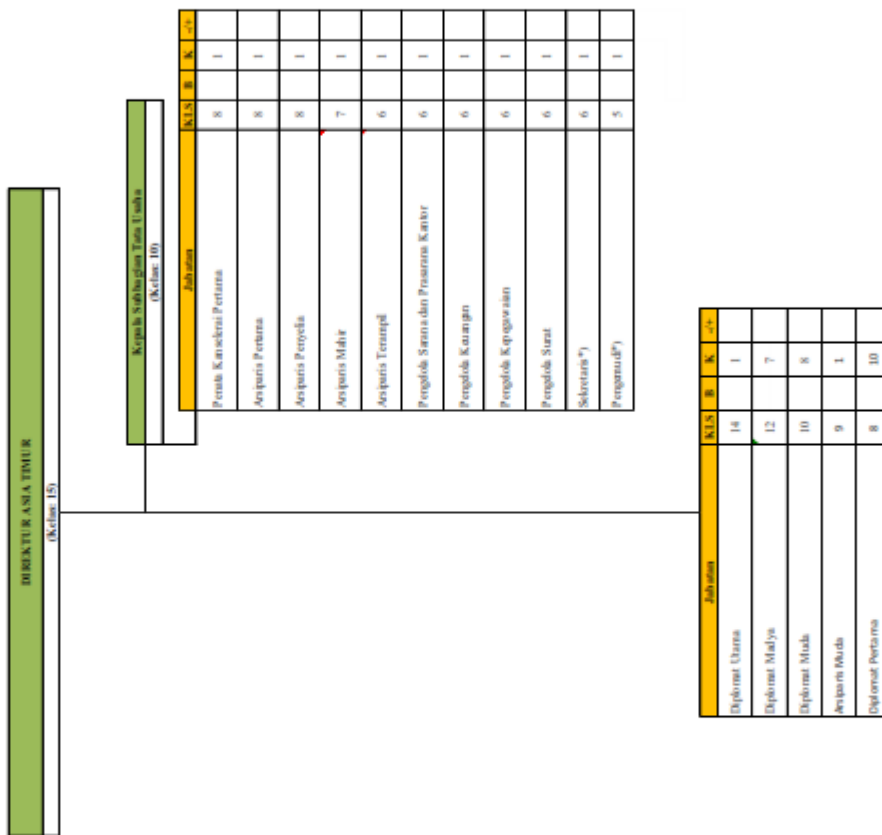 DIREKTUR ASIA TIMUR
(Kelas: 15)
Kepala Subbagian Tata Usaha
(Kelas: 10)
Jabatan KLS B K -/+
Penata Kanselerai Pertama 8 1
Arsiparis Pertama 8 1
Arsiparis Penyelia 8 1
Arsiparis Mahir 7 1
Arsiparis Terampil 6 1
Pengelola Sarana dan Prasarana Kantor 6 1
Pengelola Keuangan 6 1
Pengelola Kepegawaian 6 1
Pengelola Surat 6 1
Sekretaris*) 6 1
Pengemudi*) 5 1
Jabatan KLS B K -/+
Diplomat Utama 14 1
Diplomat Madya 12 7
Diplomat Muda 10 8
Arsiparis Muda 9 1
Diplomat Pertama 8 10